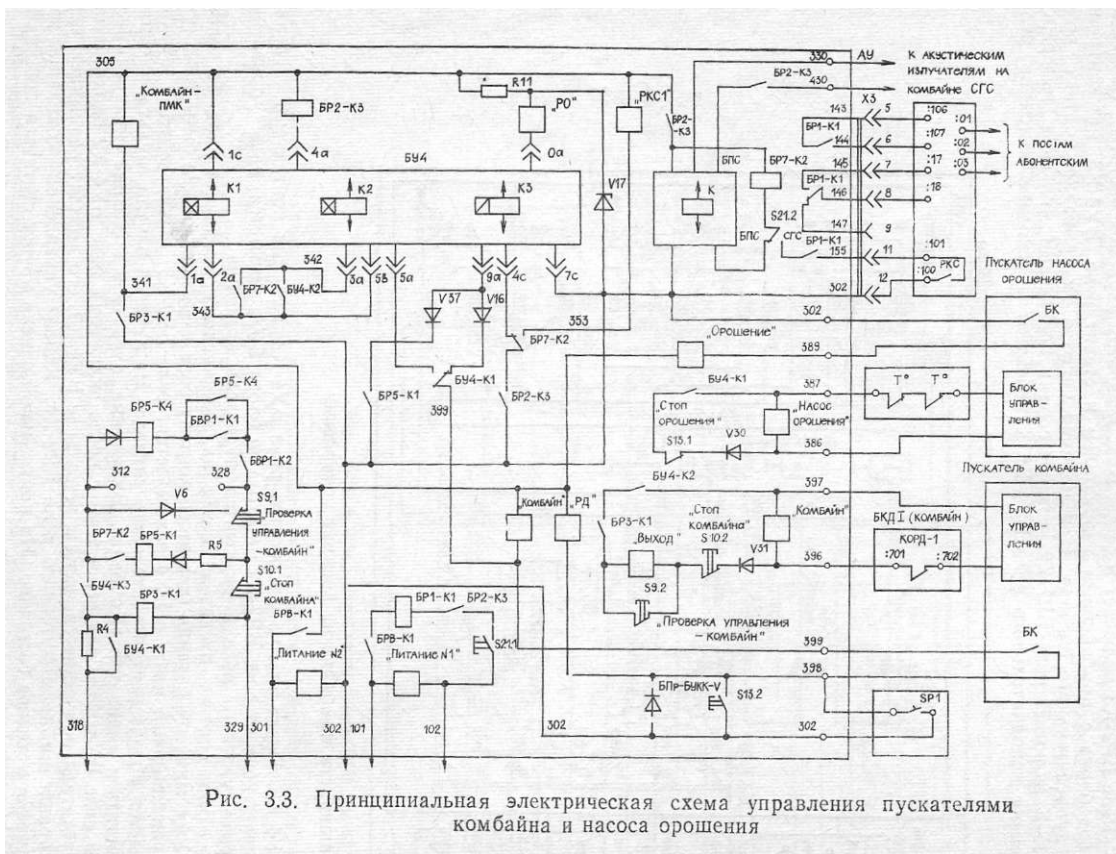 305
„Комбайн-
ПМК"
БР2-К3
R11
„РО"
„РКС1"
БР2-
К3
330
АУ
К АКУСТИЧЕСКИМ
ИЗЛУЧАТЕЛЯМ НА
КОМБАЙНЕ СГС
БР2-К3
430
143
Х3
5
:106
БР1-К1
144
6
:107
:01
:02
:03
К ПОСТАМ
АБОНЕНТСКИМ
145
7
:17
БР1-К1
146
8
:18
147
9
БР1-К1
155
11
:101
РКС
:100
302
12
1с
4а
БУ4
0а
К1
К2
К3
V17
БПС
К
БПС
БР7-К2
S21.2
СГС
341
1а
2а
342
3а
5в
5а
9а
4с
7с
БР7-К2
БУ4-К2
343
БР3-К1
V37
V16
353
БР7-К2
БР5-К1
БУ4-К1
399
БР2-К3
ПУСКАТЕЛЬ НАСОСА
ОРОШЕНИЯ
302
БК
„Орошение"
389
БУ4-К1
387
Т°
Т°
Блок
УПРАВ-
ЛЕНИЯ
„Стоп
орошения"
„Насос
орошения"
S13.1
V30
386
БУ4-К2
ПУСКАТЕЛЬ КОМБАЙНА
БР5-К4
БР5-К4
БВР1-К1
БВР1-К2
312
328
V6
S9.1
„Проверка
управления
-комбайн"
БР7-К2
БР5-К1
R5
S10.1
„Стоп
комбайна"
БУ4-К3
БР3-К1
R4
БУ4-К1
„Комбайн"
„РД"
БР3-К1
„Выход"
„Стоп
комбайна"
S10.2
V31
„Комбайн"
397
396
S9.2
„Проверка управления
-комбайн"
БКДI (комбайн)
КОРД-1
:701
:702
Блок
УПРАВ-
ЛЕНИЯ
БРВ-К1
„Питание N2"
БР1-К1
БР2-К3
БРВ-К1
„Питание N1"
S21.1
399
БК
398
БПр-БУКК-V
S13.2
302
SP1
318
329
301
302
101
102
302
Рис. 3.3. Принципиальная электрическая схема управления пускателями
комбайна и насоса орошения